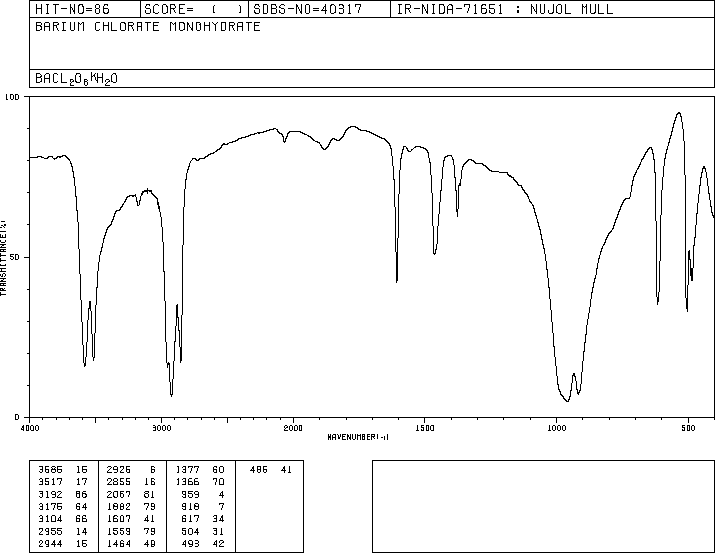 HIT-NO=86 SCORE= ( ) SDBS-NO=40317 IR-NIDA-71651 : NUJOL MULL
BARIUM CHLORATE MONOHYDRATE
BACL2O6KH2O
100
50
0
TRANSMITTANCE(%)
4000 3000 2000 1500 1000 500
WAVENUMBER(-1)
3585 15 2925 6 1377 60 486 41
3517 17 2855 16 1366 70
3192 66 2067 81 959 4
3175 64 1882 79 918 7
3104 66 1607 41 617 34
2955 14 1559 79 504 31
2944 15 1464 49 493 42